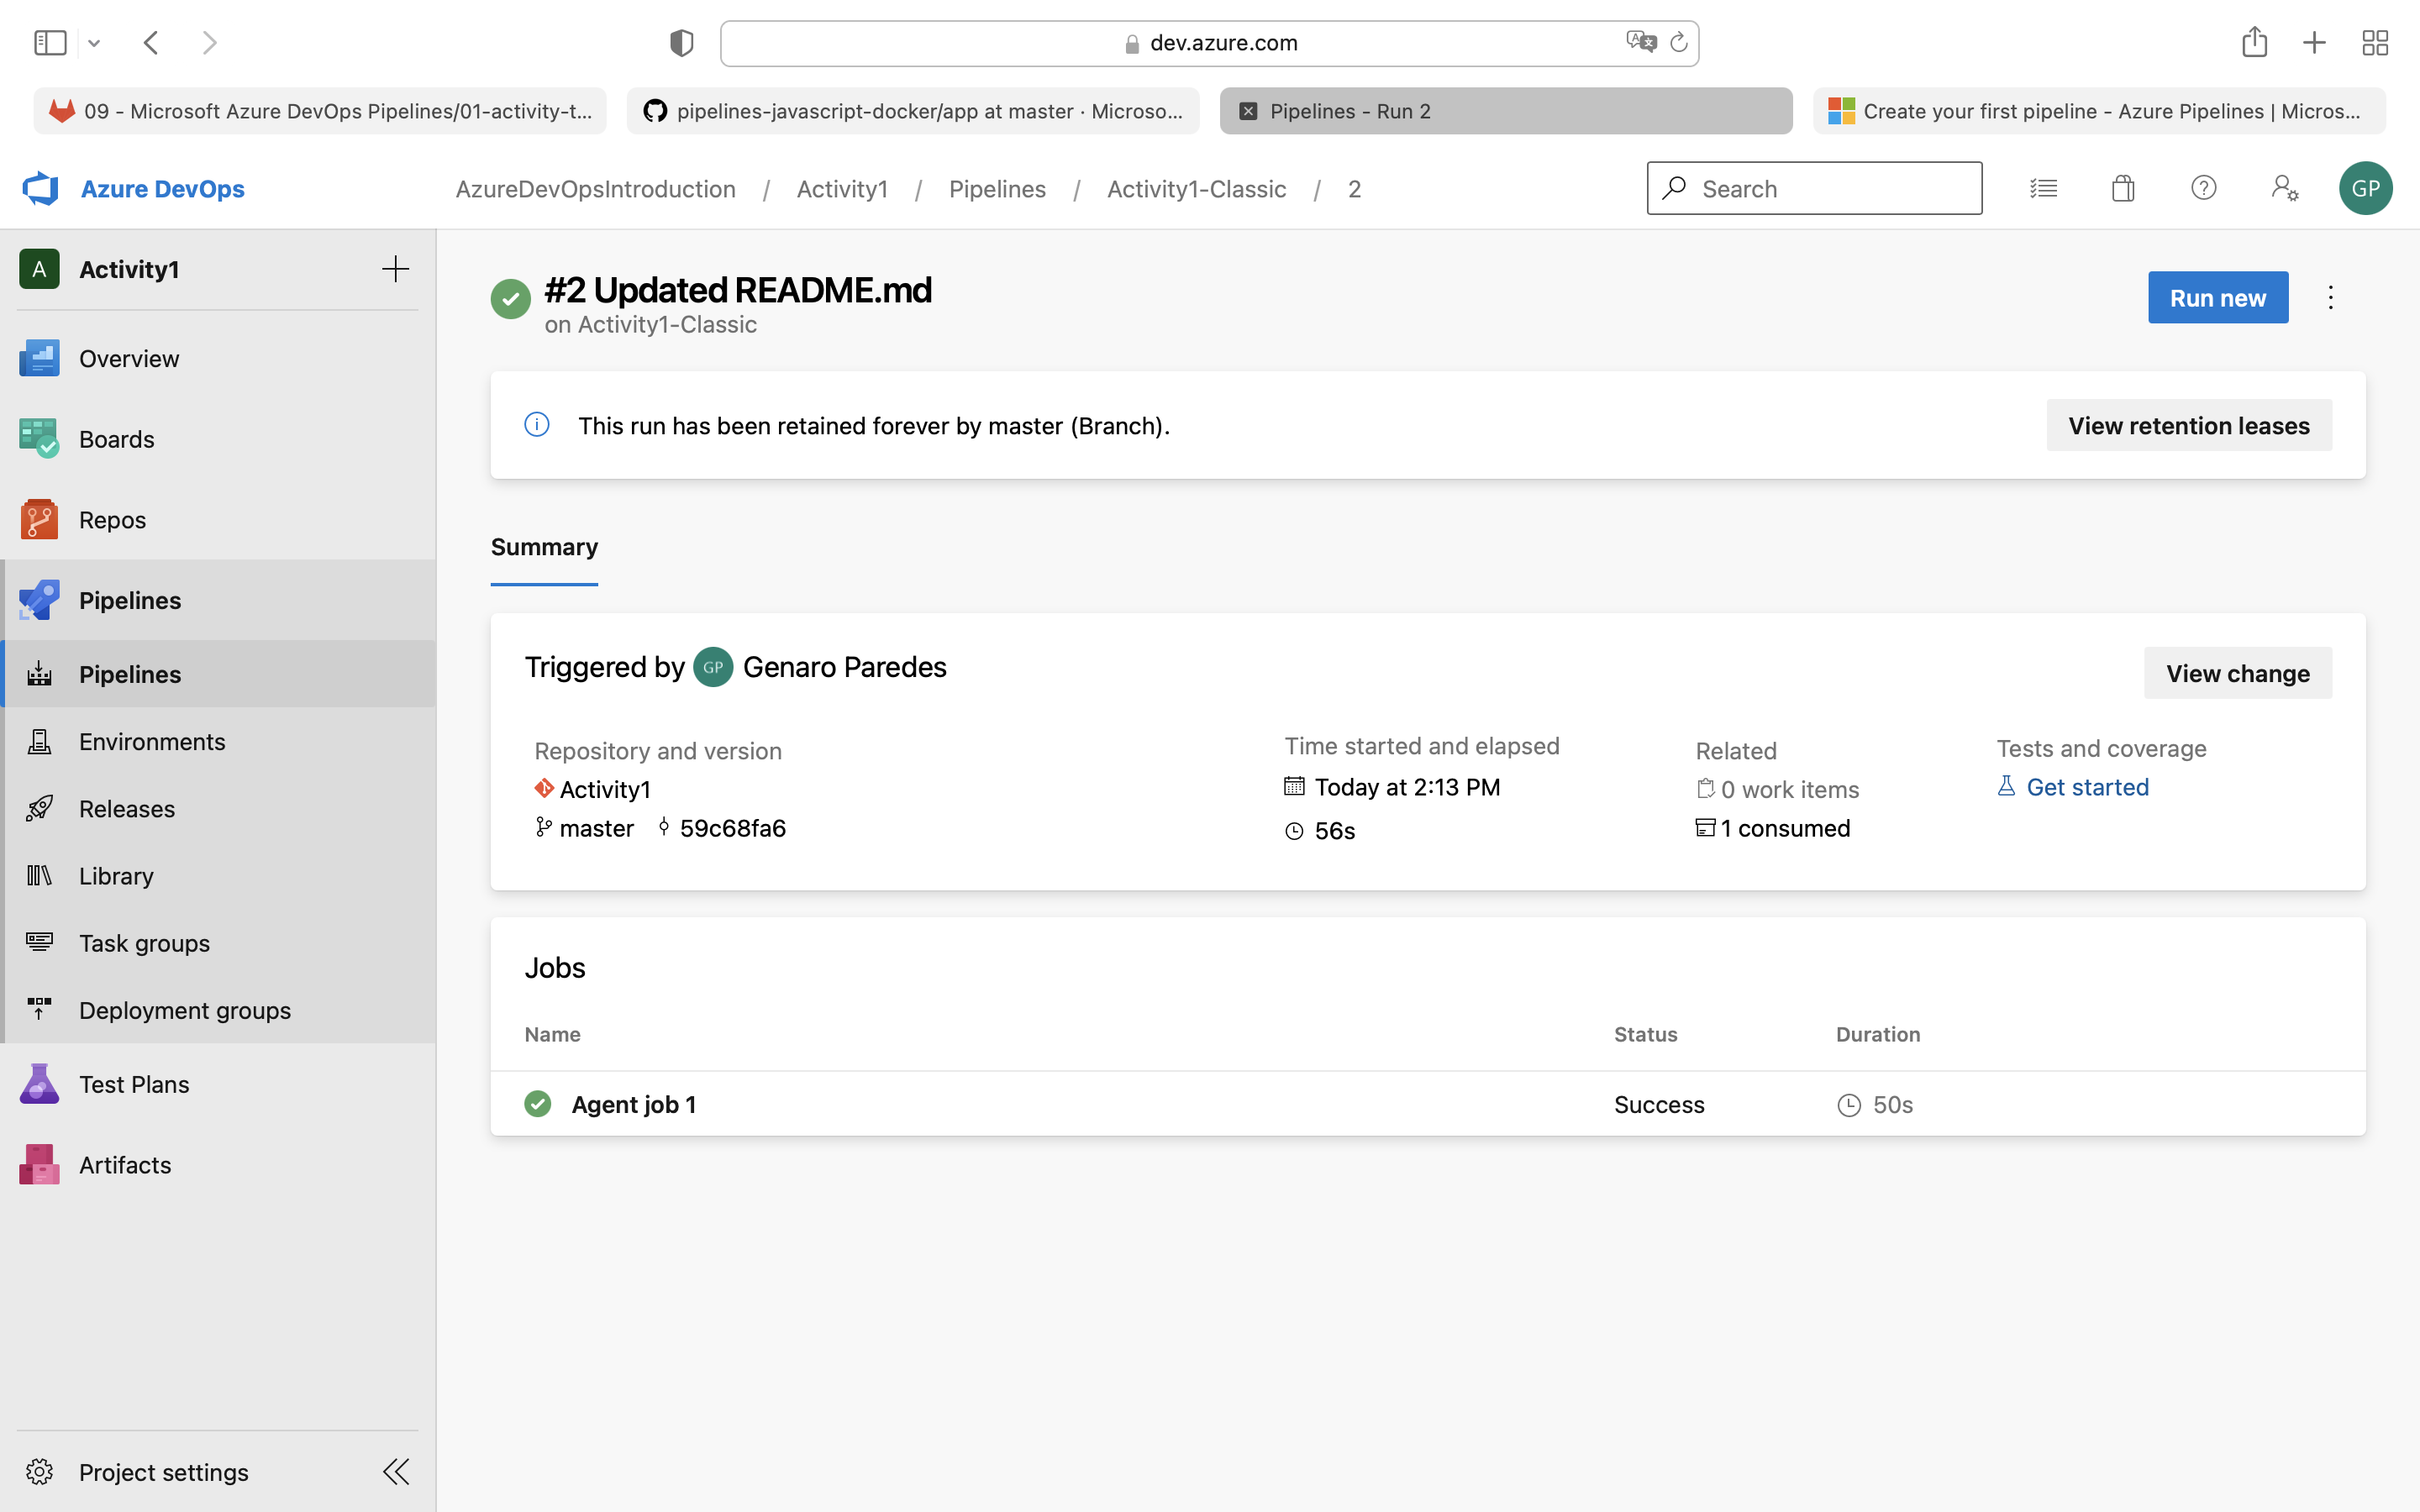 dev.azure.com
09 - Microsoft Azure DevOps Pipelines/01-activity-t...
pipelines-javascript-docker/app at master · Microso...
Pipelines - Run 2
Create your first pipeline - Azure Pipelines | Micros...
Azure DevOps
AzureDevOpsIntroduction / Activity1 / Pipelines / Activity1-Classic / 2
Search
GP
A Activity1
Overview
Boards
Repos
Pipelines
Pipelines
Environments
Releases
Library
Task groups
Deployment groups
Test Plans
Artifacts
Project settings
#2 Updated README.md
on Activity1-Classic
Run new
This run has been retained forever by master (Branch).
View retention leases
Summary
Triggered by GP Genaro Paredes
View change
Repository and version
Activity1
master 59c68fa6
Time started and elapsed
Today at 2:13 PM
56s
Related
0 work items
1 consumed
Tests and coverage
Get started
Jobs
Name Status Duration
Agent job 1 Success 50s